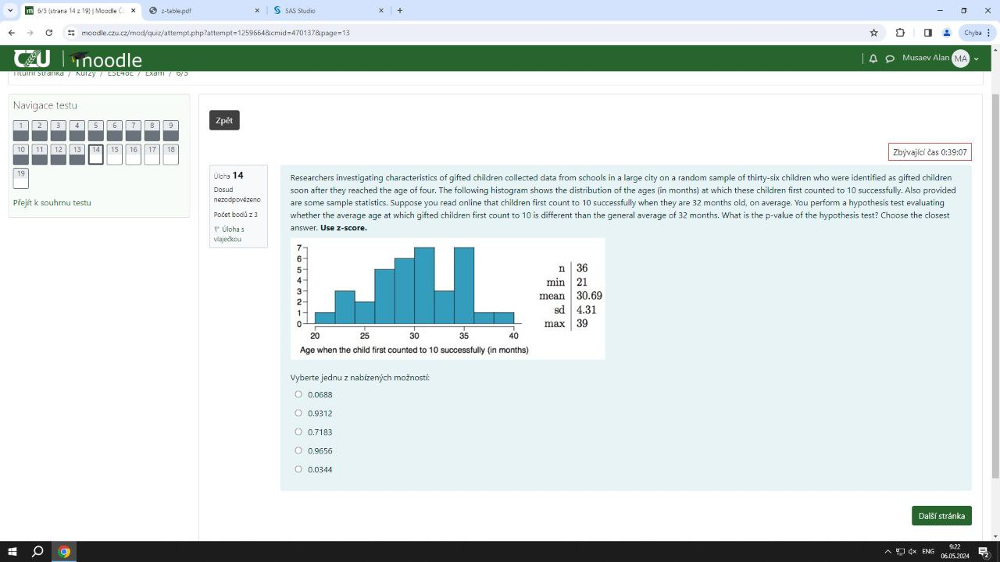 6/5 (strana 14 z 19) | Moodle Č
z-table.pdf
SAS Studio
moodle.czu.cz/mod/quiz/attempt.php?attempt=1259664&cmid=470137&page=13
Chyba
CZU moodle
Musaev Alan MA
Titulní stránka / Kurzy / ESE48E / Exam / 6/5
Navigace testu
1 2 3 4 5 6 7 8 9
10 11 12 13 14 15 16 17 18
19
Přejít k souhrnu testu
Zpět
Zbývající čas 0:39:07
Úloha 14
Dosud
nezodpovězeno
Počet bodů z 3
Úloha s
vlaječkou
Researchers investigating characteristics of gifted children collected data from schools in a large city on a random sample of thirty-six children who were identified as gifted children
soon after they reached the age of four. The following histogram shows the distribution of the ages (in months) at which these children first counted to 10 successfully. Also provided
are some sample statistics. Suppose you read online that children first count to 10 successfully when they are 32 months old, on average. You perform a hypothesis test evaluating
whether the average age at which gifted children first count to 10 is different than the general average of 32 months. What is the p-value of the hypothesis test? Choose the closest
answer. Use z-score.
7
6
5
4
3
2
1
0
20 25 30 35 40
Age when the child first counted to 10 successfully (in months)
n 36
min 21
mean 30.69
sd 4.31
max 39
Vyberte jednu z nabízených možností:
0.0688
0.9312
0.7183
0.9656
0.0344
Další stránka
ENG
9:22
06.05.2024
2